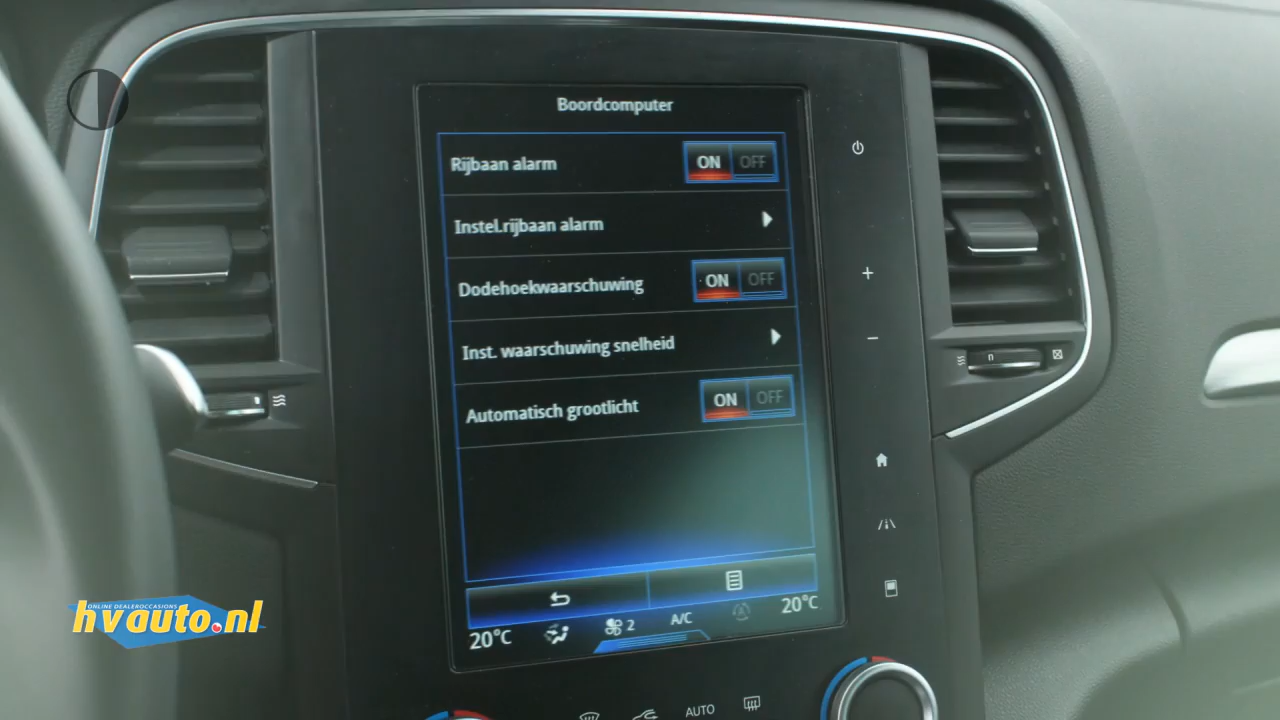 Boordcomputer
Rijbaan alarm ON OFF
Instel.rijbaan alarm
Dodehoekwaarschuwing ON OFF
Inst. waarschuwing snelheid
Automatisch grootlicht ON OFF
20°C 2 A/C 20°C
AUTO
ONLINE DEALEROCCASIONS
hvauto.nl